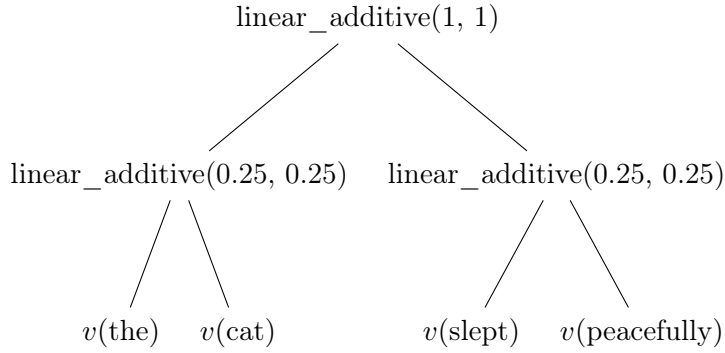 linear_additive(1, 1)
linear_additive(0.25, 0.25) linear_additive(0.25, 0.25)
v(the) v(cat) v(slept) v(peacefully)